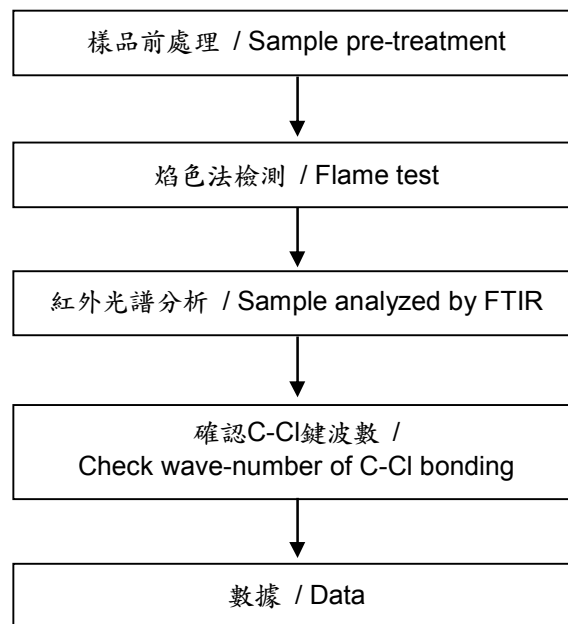 樣品前處理 / Sample pre-treatment
焰色法檢測 / Flame test
紅外光譜分析 / Sample analyzed by FTIR
確認C-Cl鍵波數 /
Check wave-number of C-Cl bonding
數據 / Data